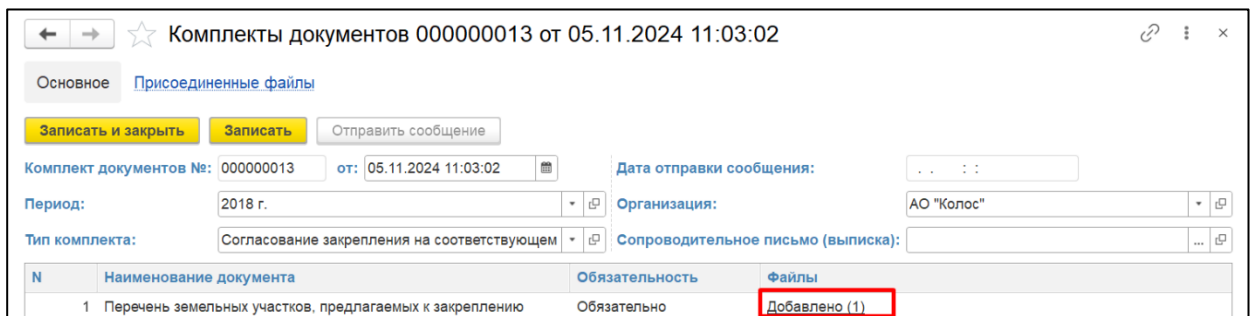 Комплекты документов 000000013 от 05.11.2024 11:03:02
Основное Присоединенные файлы
Записать и закрыть Записать Отправить сообщение
Комплект документов №: 000000013 от: 05.11.2024 11:03:02 Дата отправки сообщения: . . : :
Период: 2018 г. Организация: АО "Колос"
Тип комплекта: Согласование закрепления на соответствующем Сопроводительное письмо (выписка): ...
N Наименование документа Обязательность Файлы
1 Перечень земельных участков, предлагаемых к закреплению Обязательно Добавлено (1)